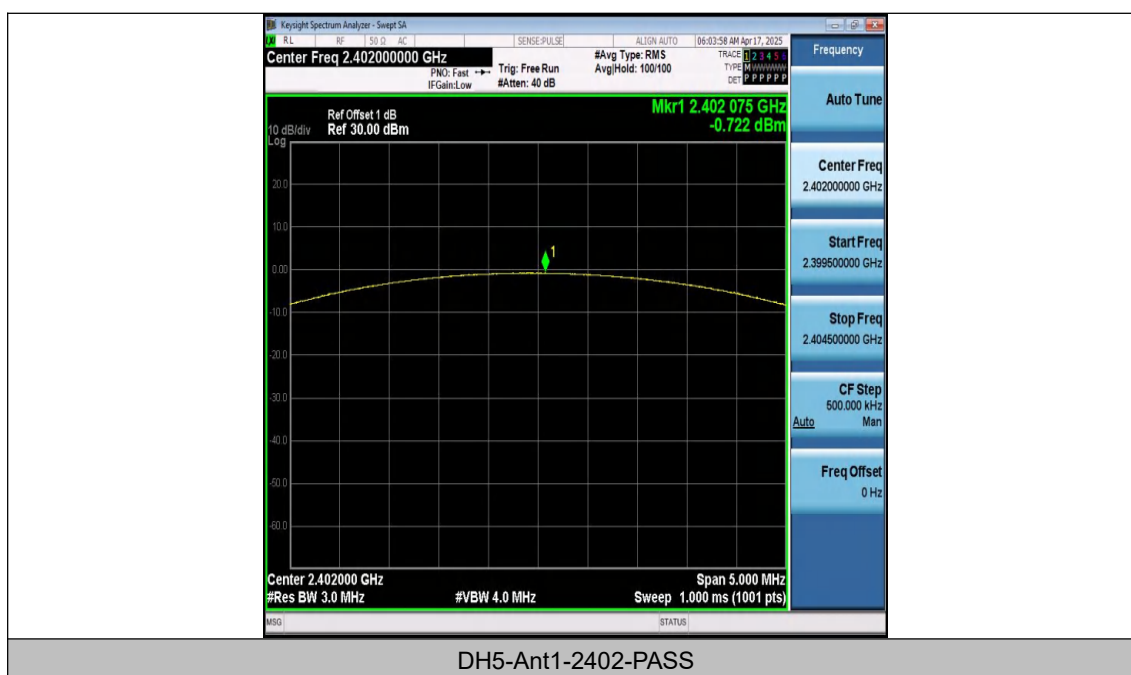 Keysight Spectrum Analyzer - Swept SA
RL RF 50 Ω AC SENSE:PULSE ALIGN AUTO 06:03:58 AM Apr 17, 2025
Center Freq 2.402000000 GHz
PNO: Fast
IFGain:Low
Trig: Free Run
#Atten: 40 dB
#Avg Type: RMS
Avg|Hold: 100/100
TRACE 1 2 3 4 5 6
TYPE M W W W W W
DET P P P P P P
Ref Offset 1 dB
10 dB/div Ref 30.00 dBm
Log
Mkr1 2.402 075 GHz
-0.722 dBm
20.0
10.0
0.00
-10.0
-20.0
-30.0
-40.0
-50.0
-60.0
1
Center 2.402000 GHz Span 5.000 MHz
#Res BW 3.0 MHz #VBW 4.0 MHz Sweep 1.000 ms (1001 pts)
MSG STATUS
Frequency
Auto Tune
Center Freq
2.402000000 GHz
Start Freq
2.399500000 GHz
Stop Freq
2.404500000 GHz
CF Step
500.000 kHz
Auto Man
Freq Offset
0 Hz
DH5-Ant1-2402-PASS